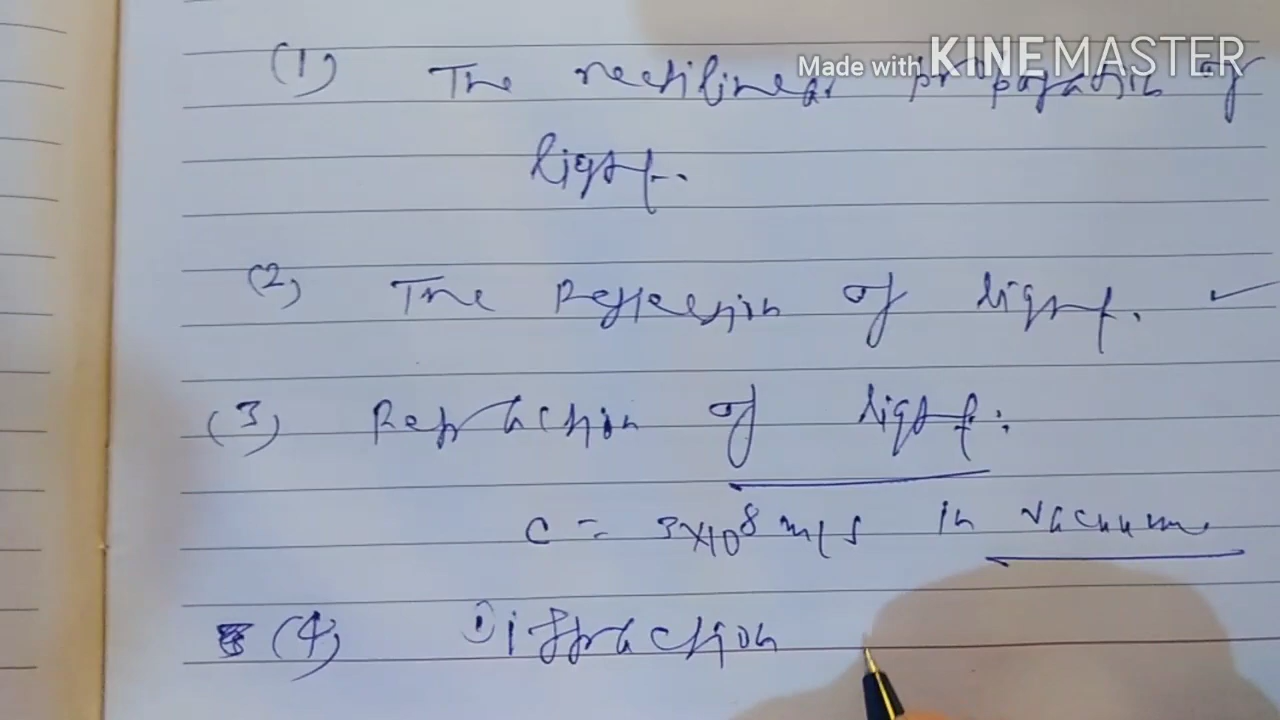 Made with KINEMASTER
(1) The rectilinear propagation of
light.
(2) The Reflection of light. ✓
(3) Refraction of light:
C = 3×10⁸ m/s in vacuum
(4) Diffraction